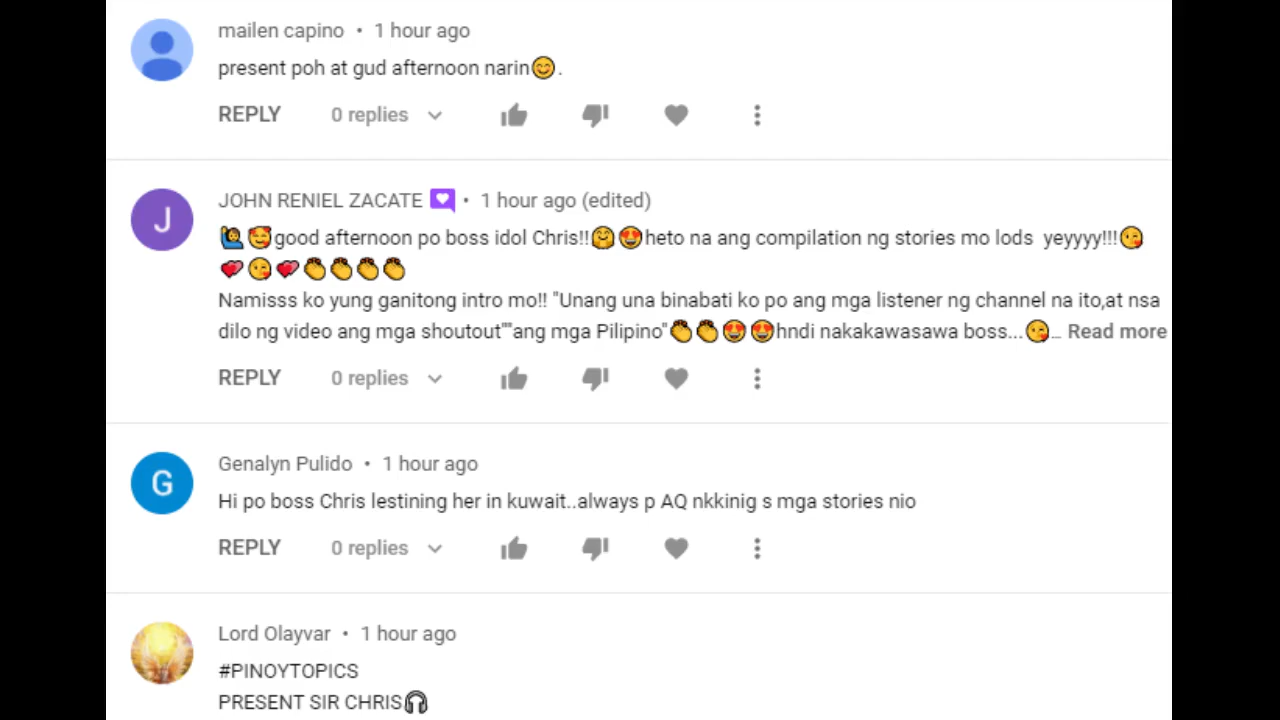 mailen capino • 1 hour ago
present poh at gud afternoon narin😊.
REPLY 0 replies
JOHN RENIEL ZACATE • 1 hour ago (edited)
🙋🥰good afternoon po boss idol Chris!!🤗😍heto na ang compilation ng stories mo lods yeyyyy!!!😘
💕😘💕👏👏👏👏
Namisss ko yung ganitong intro mo!! "Unang una binabati ko po ang mga listener ng channel na ito,at nsa
dilo ng video ang mga shoutout""ang mga Pilipino"👏👏😍😍hndi nakakawasawa boss...😘... Read more
REPLY 0 replies
J
Genalyn Pulido • 1 hour ago
Hi po boss Chris lestining her in kuwait..always p AQ nkkinig s mga stories nio
REPLY 0 replies
G
Lord Olayvar • 1 hour ago
#PINOYTOPICS
PRESENT SIR CHRIS🎧